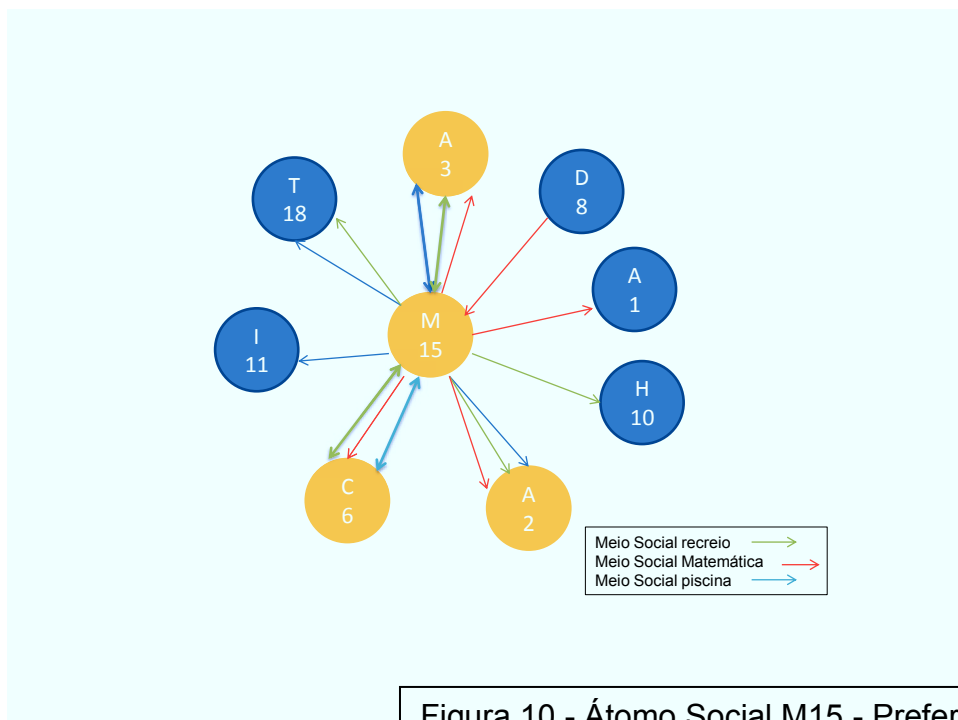 A
3
D
8
T
18
A
1
M
15
I
11
H
10
C
6
A
2
Meio Social recreio
Meio Social Matemática
Meio Social piscina
Figura 10 - Átomo Social M15 - Prefer